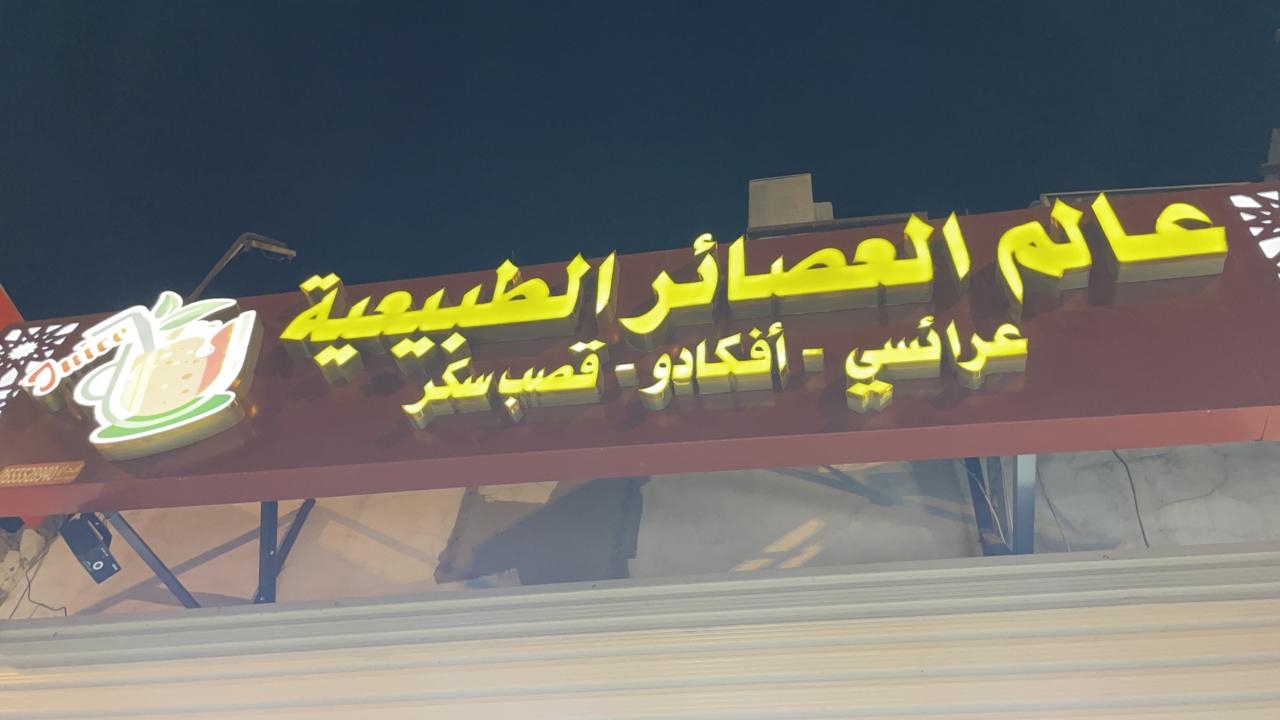 عالم العصائر الطبيعية
عرائسي - أفكادو - قصب سكر
Juice